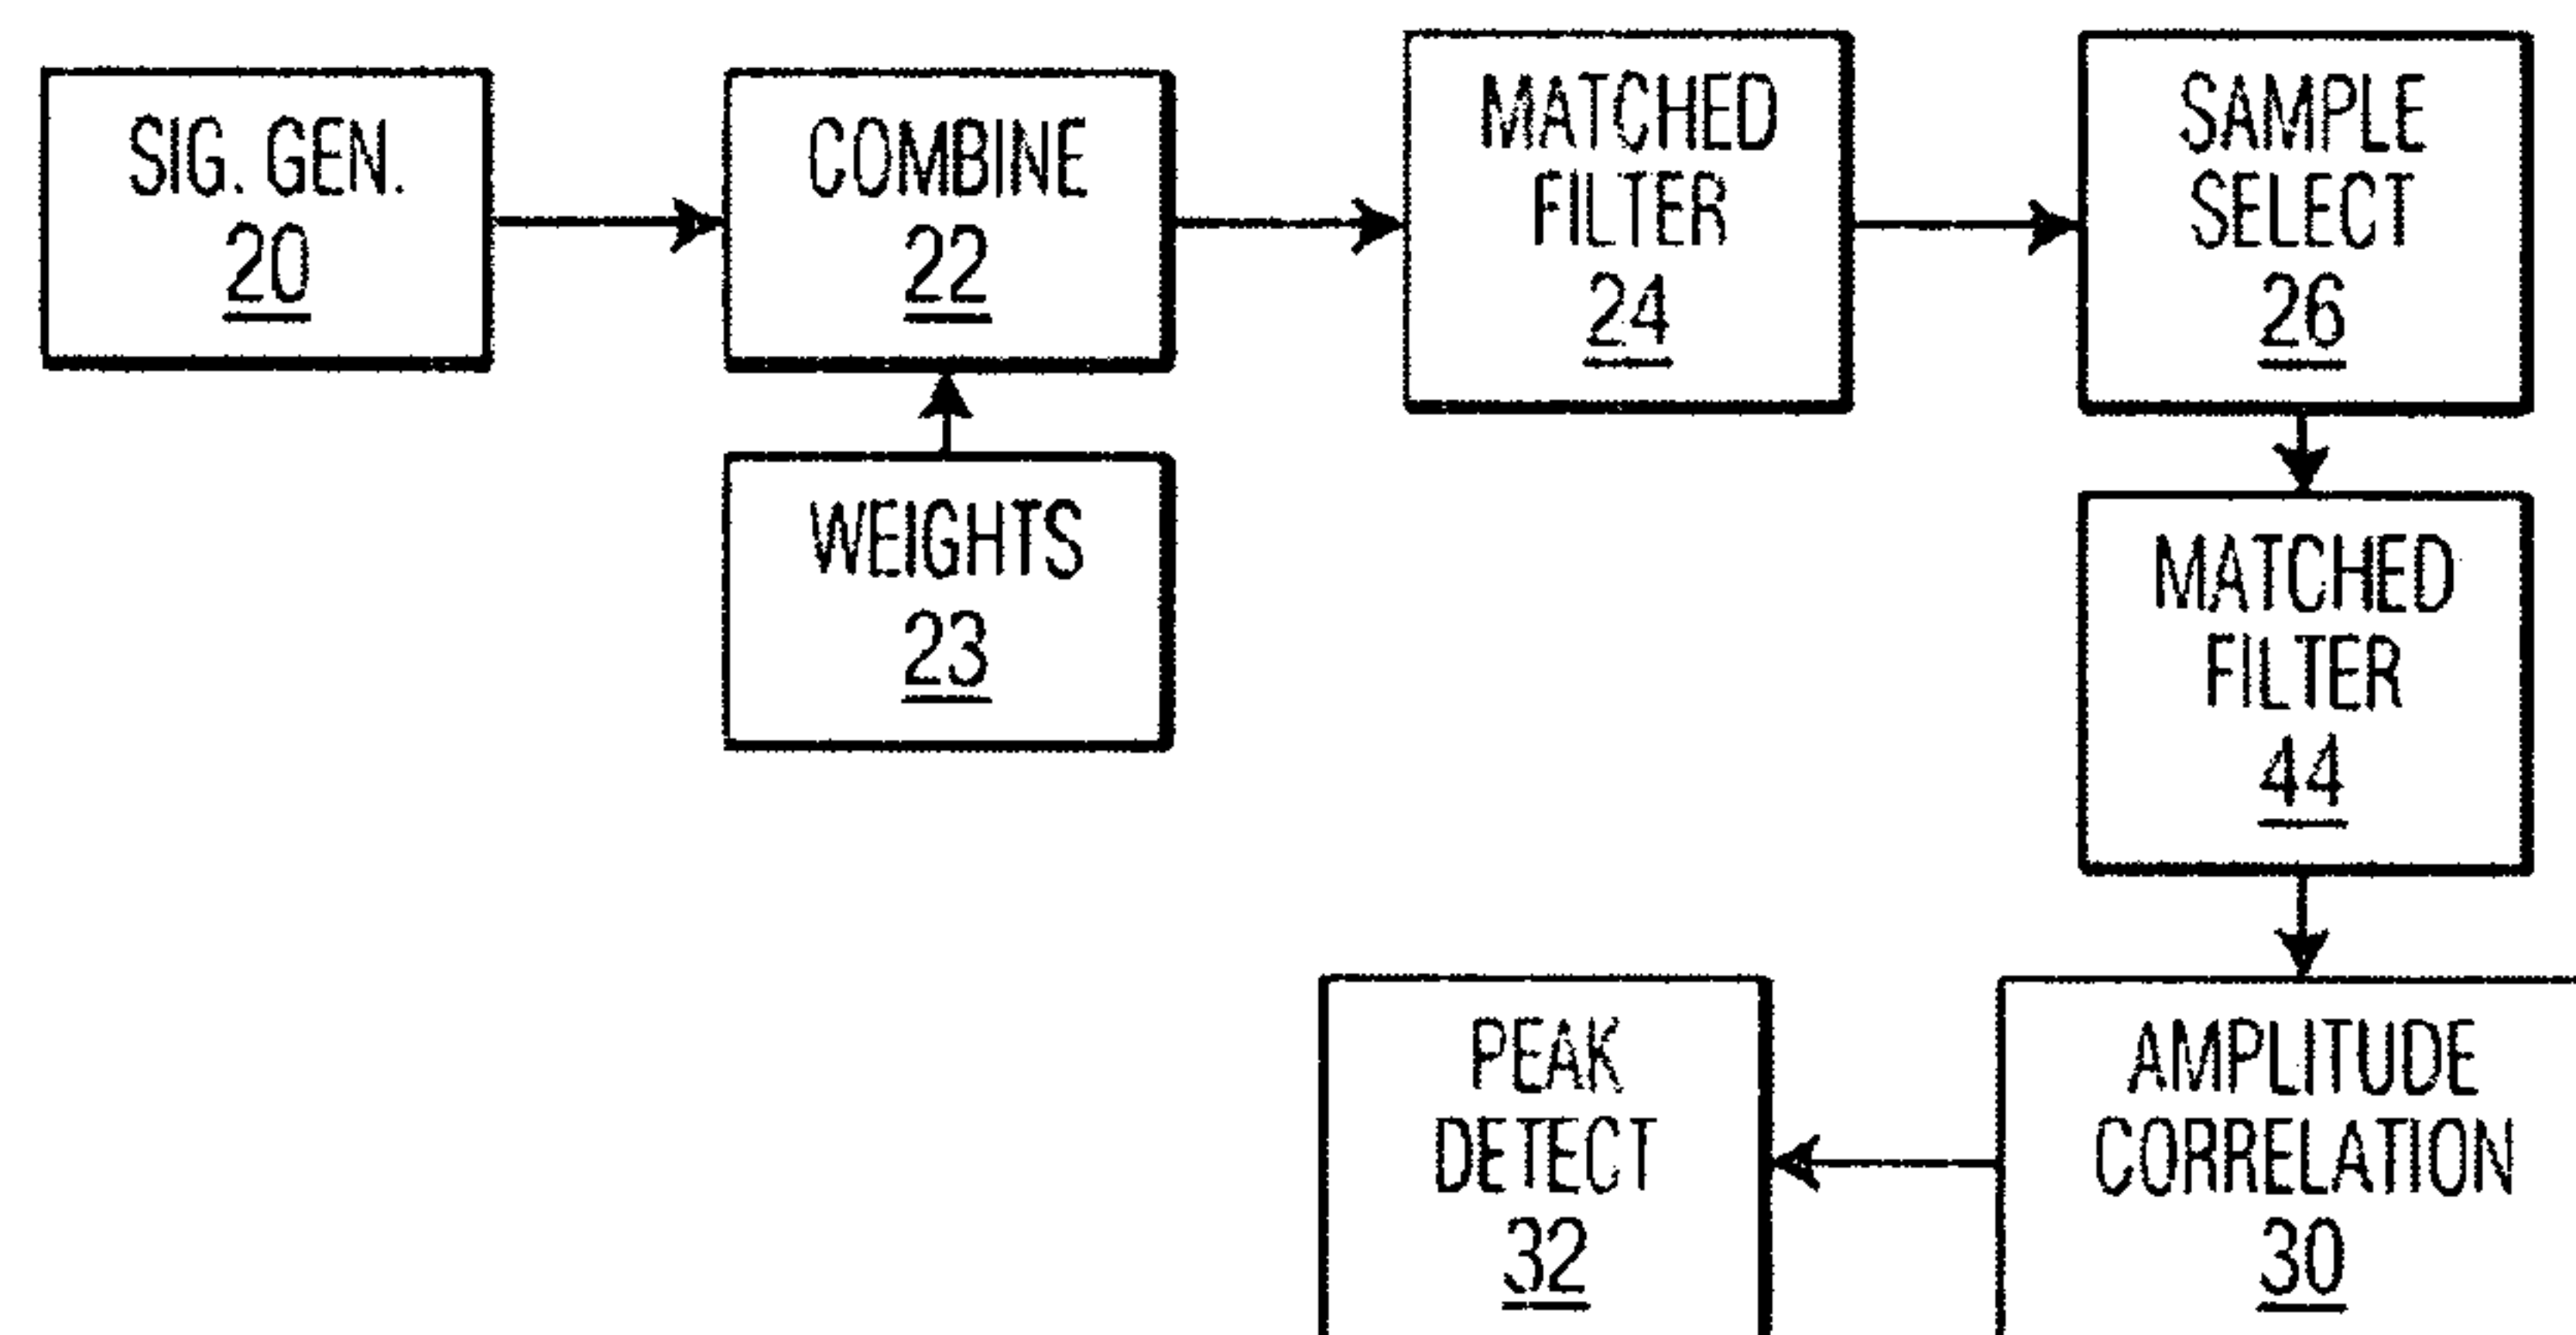 SIG. GEN.
20
COMBINE
22
MATCHED
FILTER
24
SAMPLE
SELECT
26
WEIGHTS
23
MATCHED
FILTER
44
PEAK
DETECT
32
AMPLITUDE
CORRELATION
30